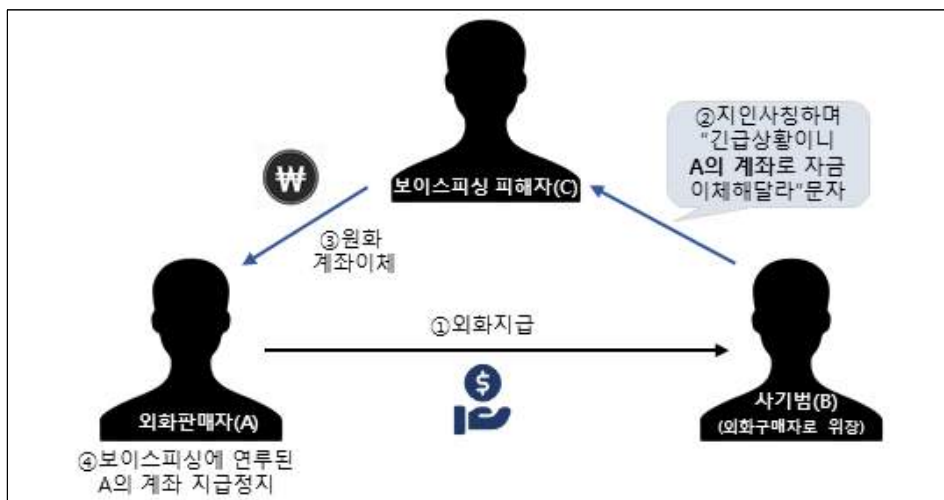 보이스피싱 피해자(C)
②지인사칭하며
"긴급상황이니
A의 계좌로 자금
이체해달라"문자
₩
③원화
계좌이체
①외화지급
$
외화판매자(A)
사기범(B)
(외화구매자로 위장)
④보이스피싱에 연루된
A의 계좌 지급정지